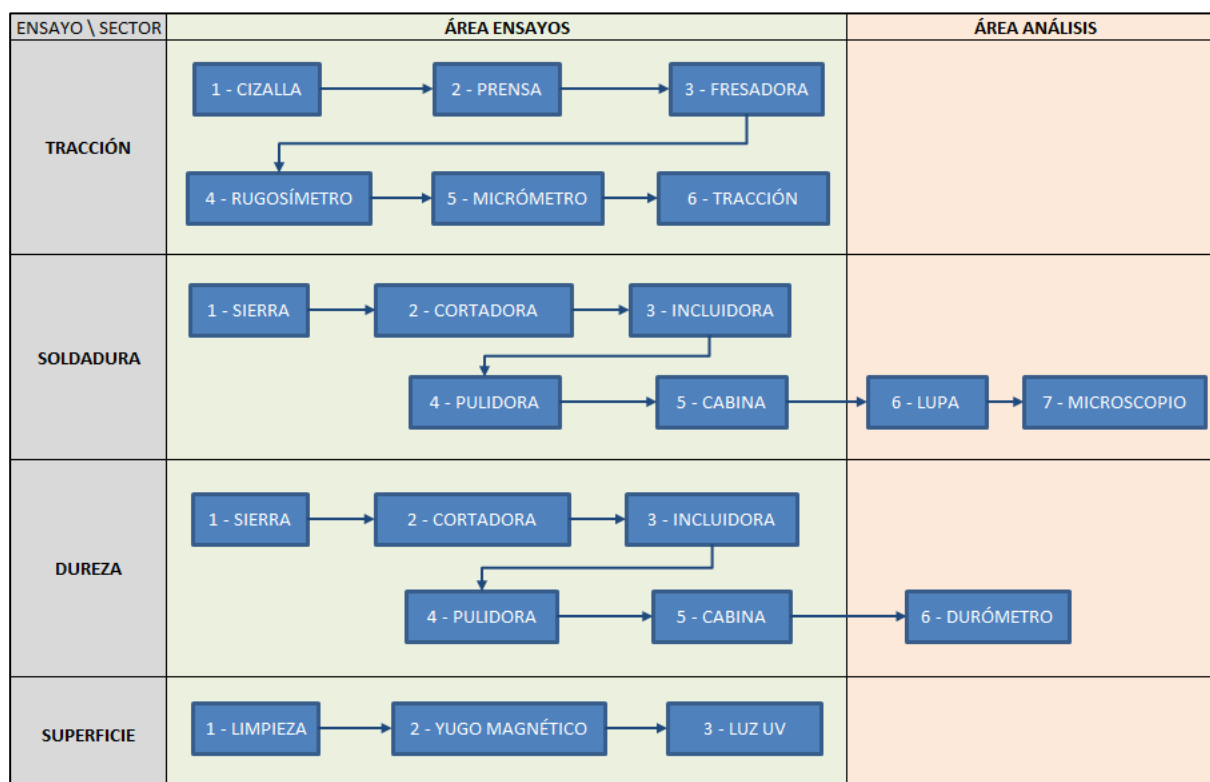 ENSAYO \ SECTOR
ÁREA ENSAYOS
ÁREA ANÁLISIS
TRACCIÓN
1 - CIZALLA
2 - PRENSA
3 - FRESADORA
4 - RUGOSÍMETRO
5 - MICRÓMETRO
6 - TRACCIÓN
SOLDADURA
1 - SIERRA
2 - CORTADORA
3 - INCLUIDORA
4 - PULIDORA
5 - CABINA
6 - LUPA
7 - MICROSCOPIO
DUREZA
1 - SIERRA
2 - CORTADORA
3 - INCLUIDORA
4 - PULIDORA
5 - CABINA
6 - DURÓMETRO
SUPERFICIE
1 - LIMPIEZA
2 - YUGO MAGNÉTICO
3 - LUZ UV